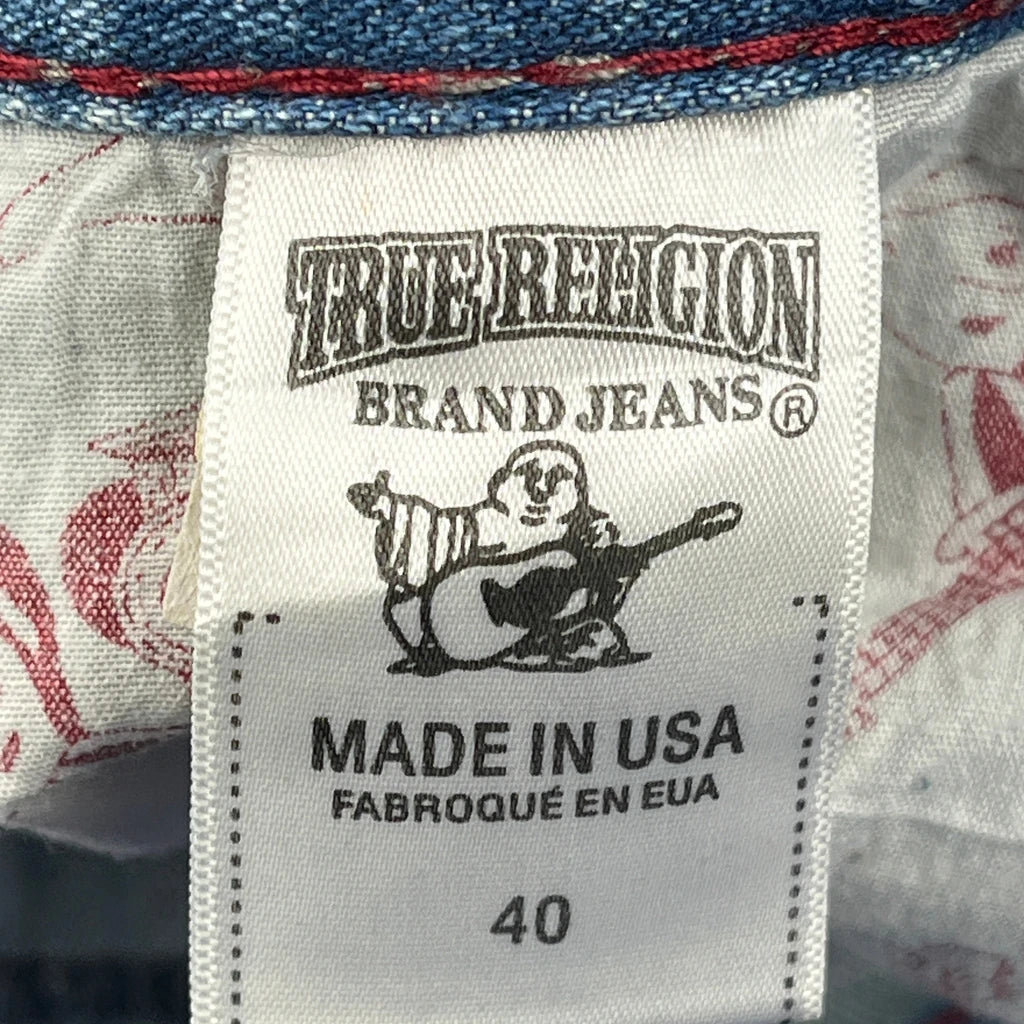 TRUE RELIGION
BRAND JEANS®
MADE IN USA
FABROQUÉ EN EUA
40